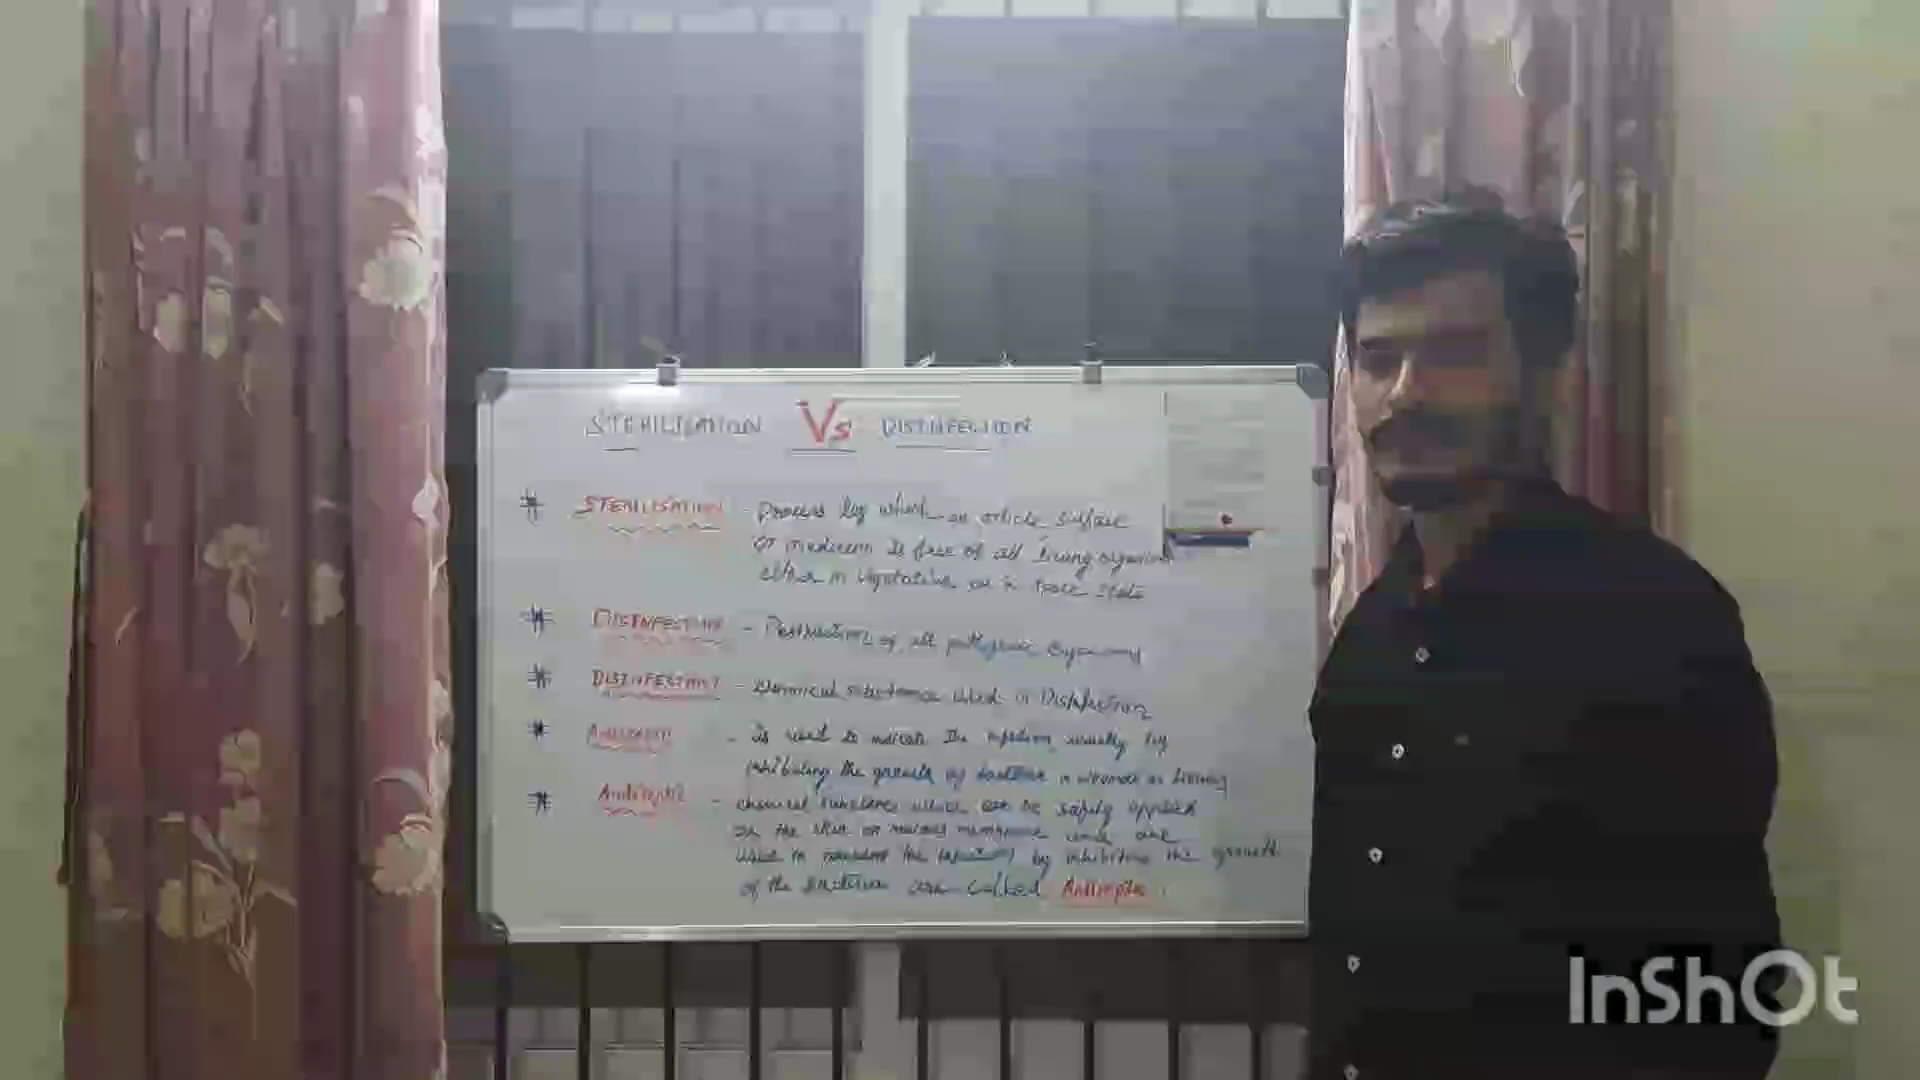 STERILISATION Vs DISINFECTION
# STERILISATION - Process by which an article, surface
or medium is free of all living organism
either in vegetative or in spore state
# DISINFECTION - Destruction of all pathogenic organisms
# DISINFECTANT - Chemical substance used in Disinfection
# - Is used to indicate the usually by
inhibiting the growth of bacteria in wounds or
# Antiseptic - chemical substance which can be safely applied
on the skin or mucous membrane and are
used to prevent the infection by inhibiting the growth
of the bacteria are called Antiseptic.
InShOt